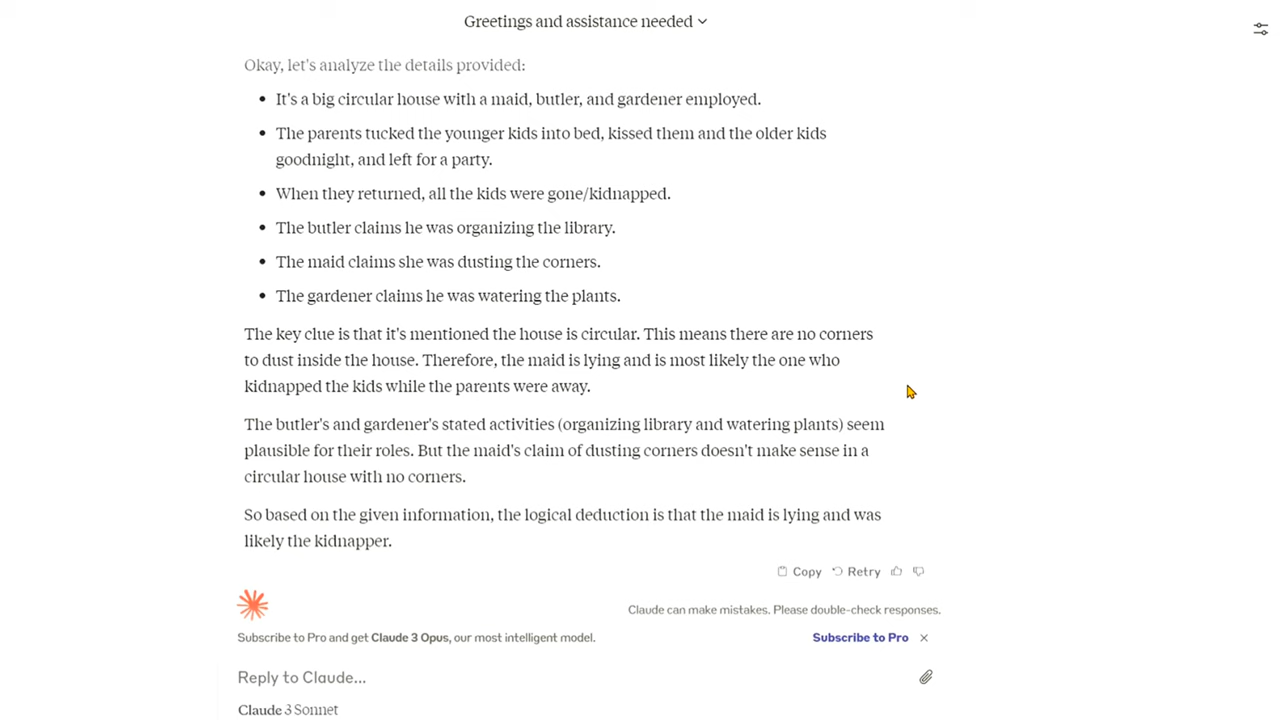 Greetings and assistance needed
Okay, let's analyze the details provided:
• It's a big circular house with a maid, butler, and gardener employed.
• The parents tucked the younger kids into bed, kissed them and the older kids
goodnight, and left for a party.
• When they returned, all the kids were gone/kidnapped.
• The butler claims he was organizing the library.
• The maid claims she was dusting the corners.
• The gardener claims he was watering the plants.
The key clue is that it's mentioned the house is circular. This means there are no corners
to dust inside the house. Therefore, the maid is lying and is most likely the one who
kidnapped the kids while the parents were away.
The butler's and gardener's stated activities (organizing library and watering plants) seem
plausible for their roles. But the maid's claim of dusting corners doesn't make sense in a
circular house with no corners.
So based on the given information, the logical deduction is that the maid is lying and was
likely the kidnapper.
Copy Retry
Claude can make mistakes. Please double-check responses.
Subscribe to Pro and get Claude 3 Opus, our most intelligent model. Subscribe to Pro ×
Reply to Claude...
Claude 3 Sonnet